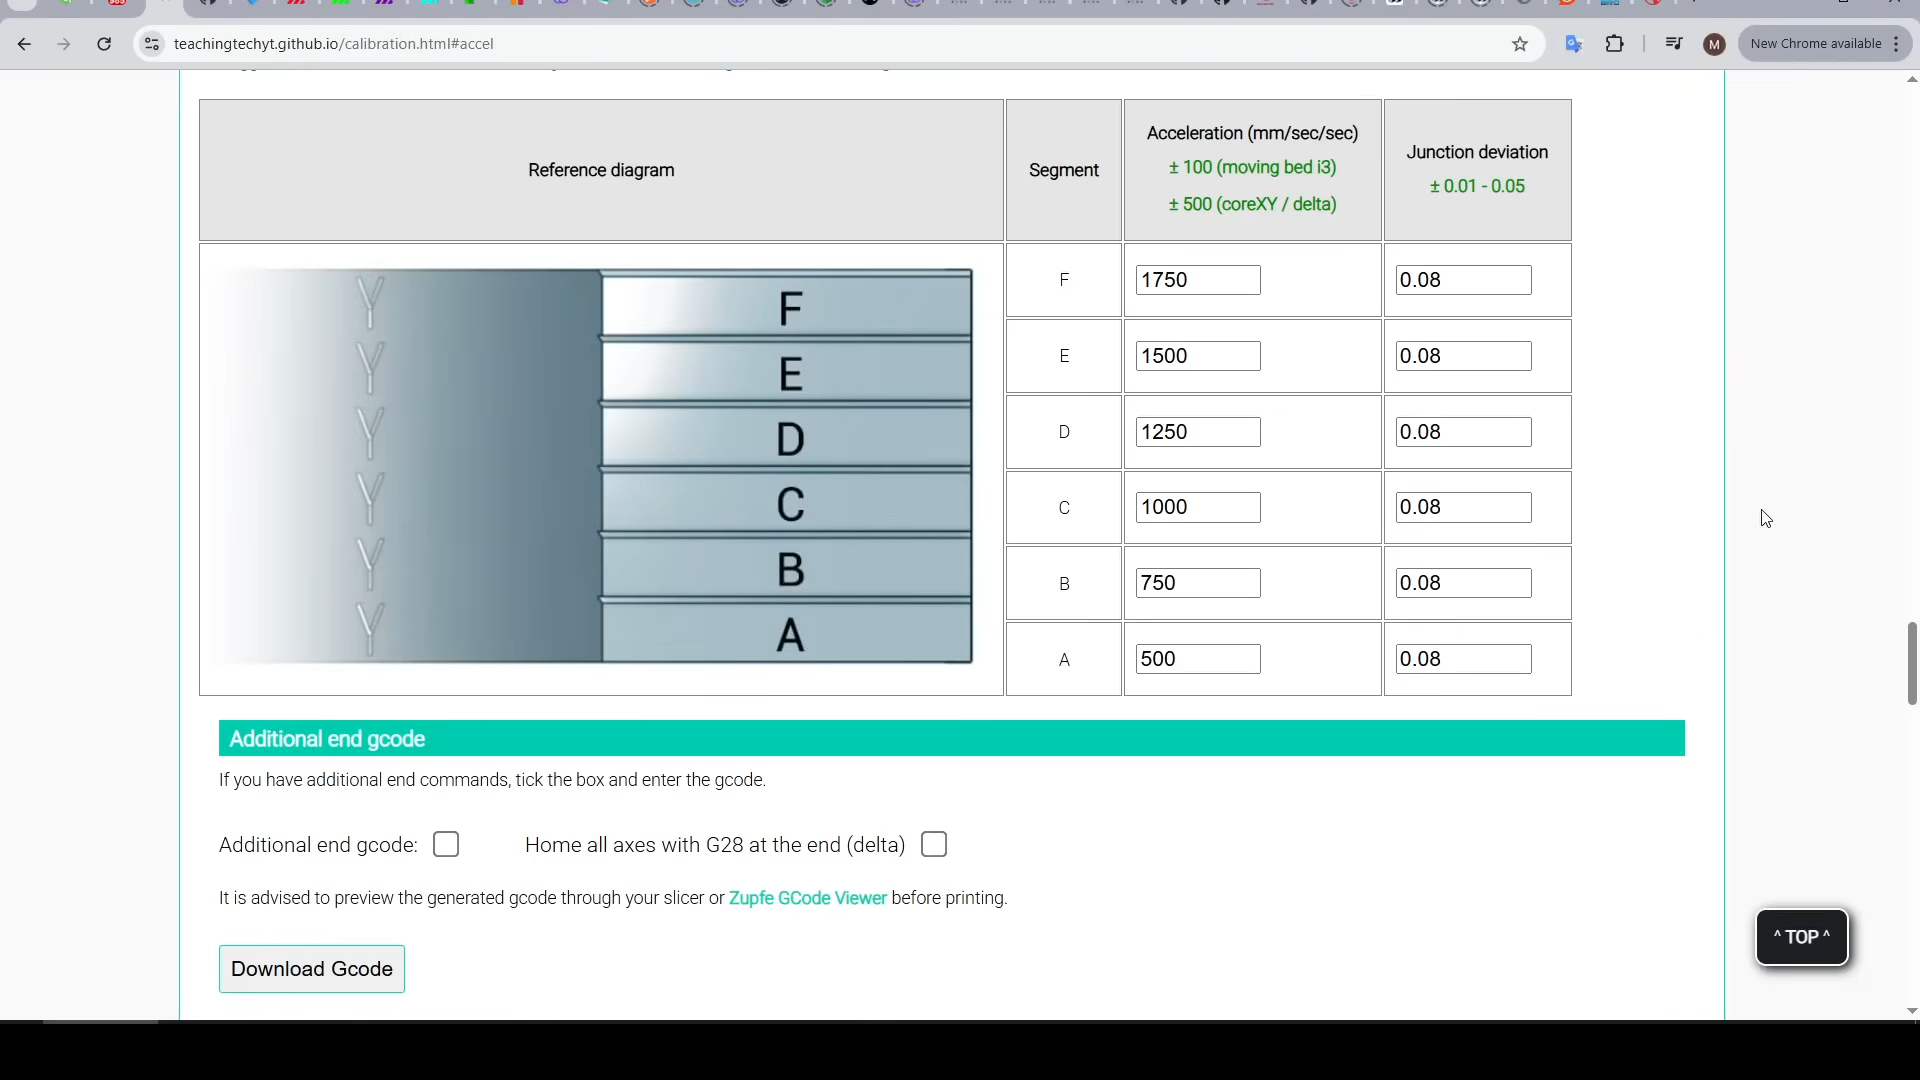 teachingtechyt.github.io/calibration.html#accel
M
New Chrome available
Reference diagram
Segment
Acceleration (mm/sec/sec)
± 100 (moving bed i3)
± 500 (coreXY / delta)
Junction deviation
± 0.01 - 0.05
Y F
Y E
Y D
Y C
Y B
Y A
F 1750 0.08
E 1500 0.08
D 1250 0.08
C 1000 0.08
B 750 0.08
A 500 0.08
Additional end gcode
If you have additional end commands, tick the box and enter the gcode.
Additional end gcode:
Home all axes with G28 at the end (delta)
It is advised to preview the generated gcode through your slicer or Zupfe GCode Viewer before printing.
^ TOP ^
Download Gcode